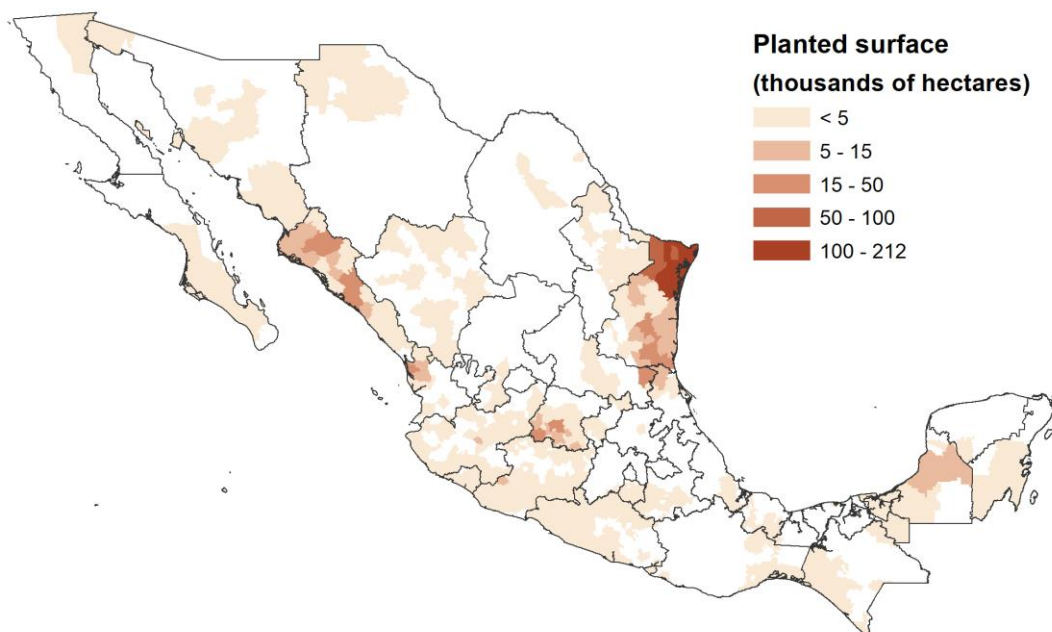 Planted surface
(thousands of hectares)
< 5
5 - 15
15 - 50
50 - 100
100 - 212